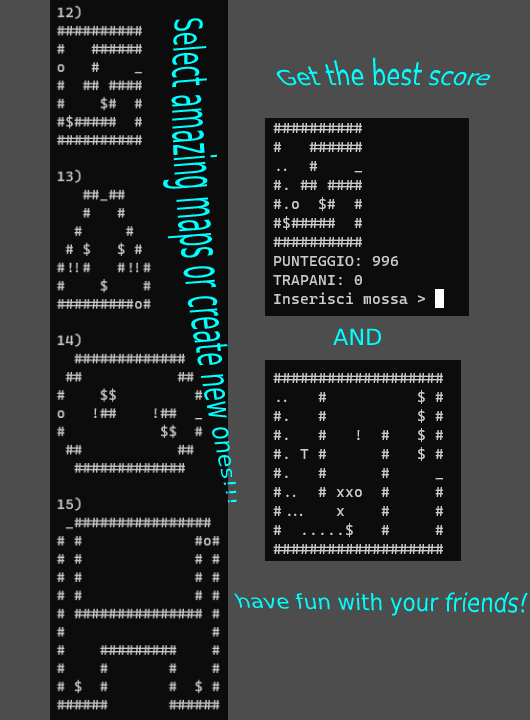 12)
##########
#   ######
o   #    _
#  ## ####
#    $#  #
#$#####  #
##########
13)
   ##_##
   #   #
  #     #
 # $   $ #
#!!#   #!!#
#    $    #
#########o#
14)
  ############
 ##          ##
#    $$        #
o   !##    !##  _
#          $$  #
 ##          ##
  ############
15)
 _###############
# #            #o#
# #            # #
# #            # #
# #            # #
# ############## #
#                #
#    #########   #
#    #       #   #
# $  #       # $ #
######       ######
Select amazing maps or create new ones!!!
Get the best score
##########
#   ######
..  #    _
#. ## ####
#.o  $#  #
#$#####  #
##########
PUNTEGGIO: 996
TRAPANI: 0
Inserisci mossa >
AND
###################
..   #          $ #
#.   #          $ #
#.   #   !  #   $ #
#. T #      #   $ #
#.   #      #     _
#..  # xxo  #     #
#...   x    #     #
#  .....$   #     #
###################
have fun with your friends!